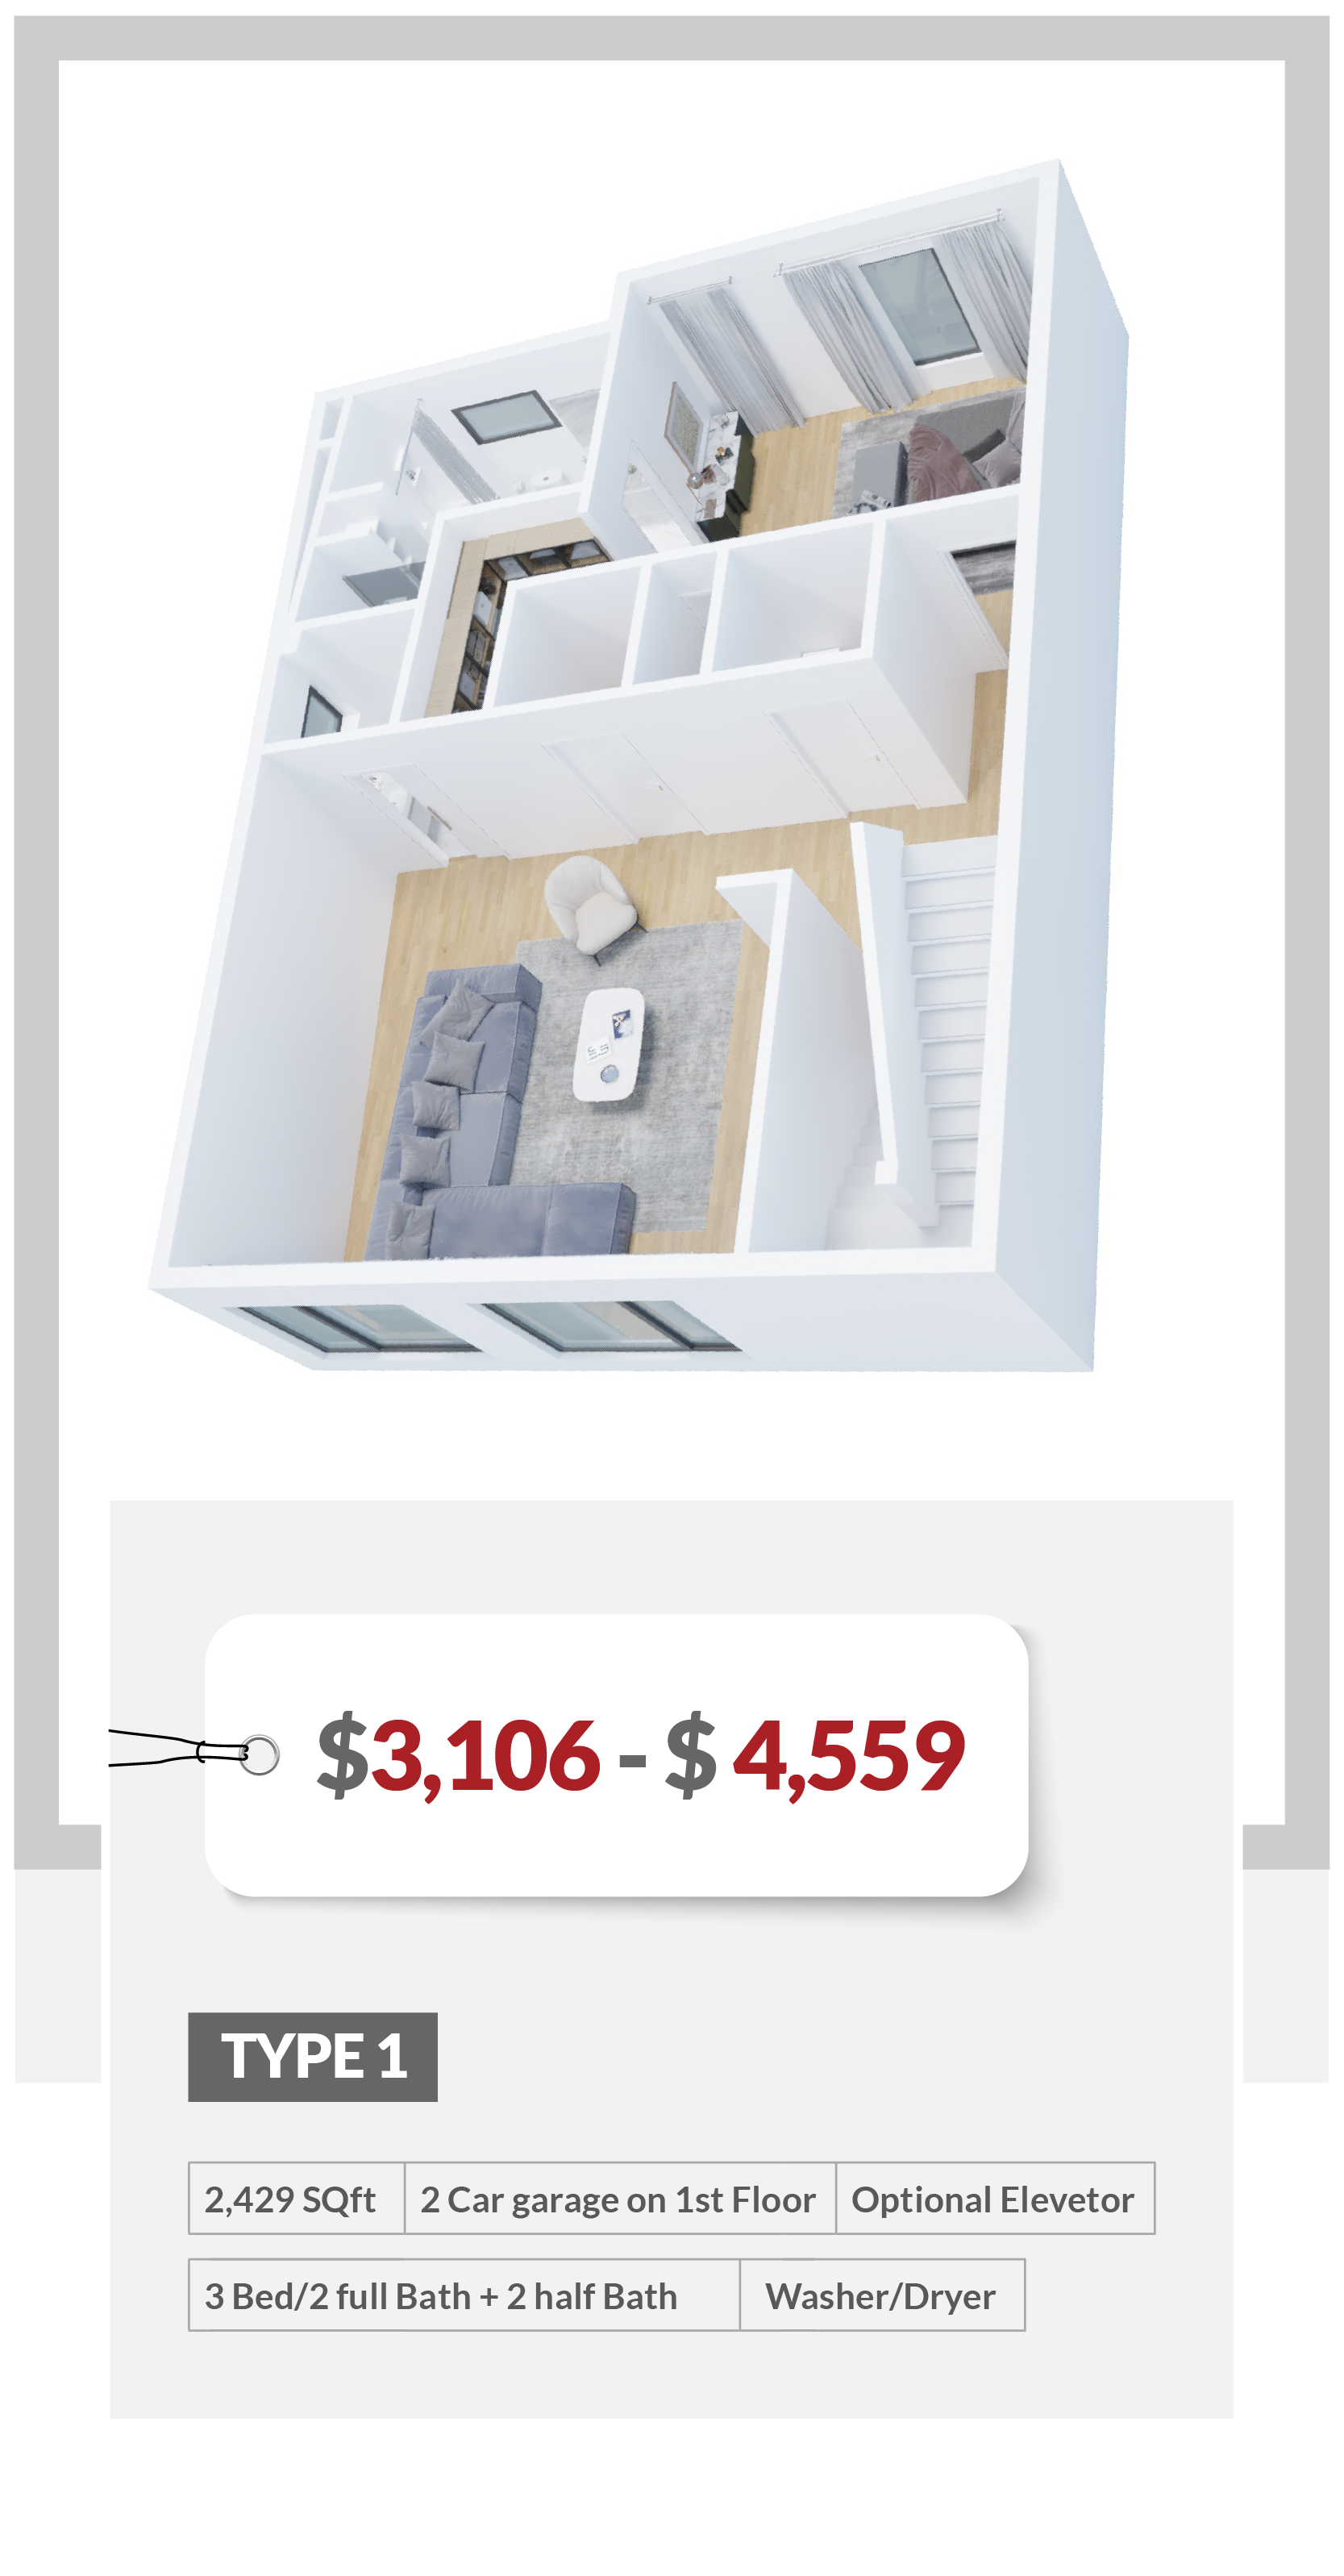 $3,106 - $ 4,559
TYPE 1
2,429 SQft 2 Car garage on 1st Floor Optional Elevetor
3 Bed/2 full Bath + 2 half Bath Washer/Dryer